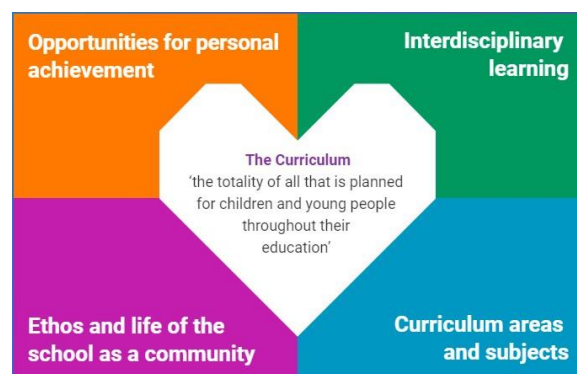 Opportunities for personal
achievement
Interdisciplinary
learning
The Curriculum
‘the totality of all that is planned
for children and young people
throughout their
education’
Ethos and life of the
school as a community
Curriculum areas
and subjects